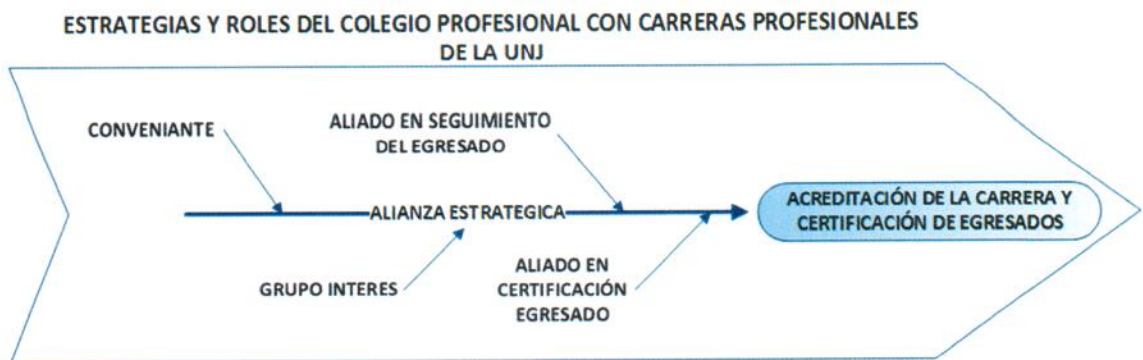 ESTRATEGIAS Y ROLES DEL COLEGIO PROFESIONAL CON CARRERAS PROFESIONALES
DE LA UNJ
CONVENIANTE
ALIADO EN SEGUIMIENTO
DEL EGRESADO
ALIANZA ESTRATEGICA
ACREDITACIÓN DE LA CARRERA Y
CERTIFICACIÓN DE EGRESADOS
GRUPO INTERES
ALIADO EN
CERTIFICACIÓN
EGRESADO